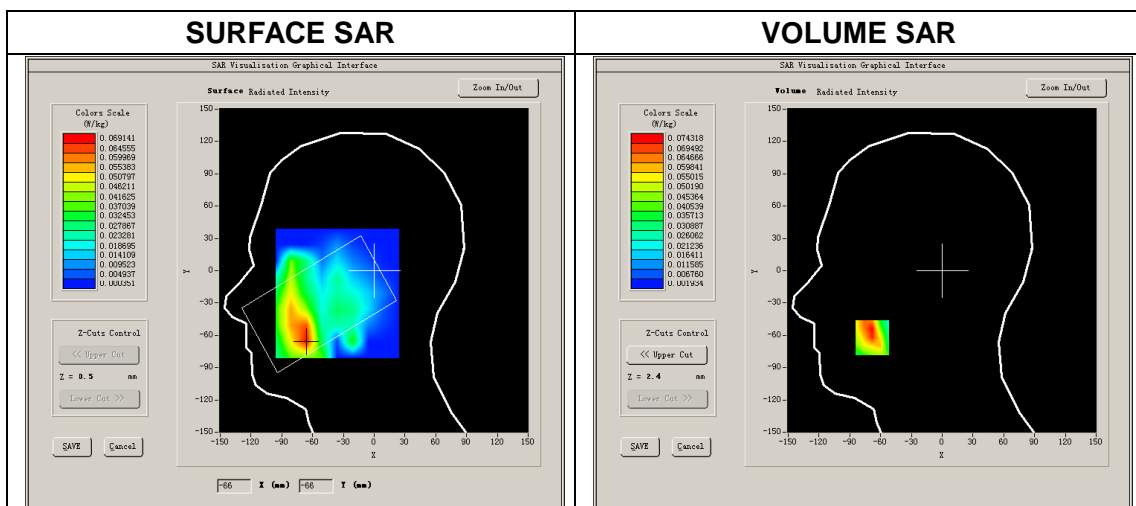 SURFACE SAR
SAR Visualisation Graphical Interface
Surface Radiated Intensity
Zoom In/Out
Colors Scale
(W/kg)
0.069141
0.064555
0.059969
0.055383
0.050797
0.046211
0.041625
0.037039
0.032453
0.027867
0.023281
0.018695
0.014109
0.009523
0.004937
0.000351
Z-Cuts Control
<< Upper Cut
Z = 0.5 mm
Lower Cut >>
SAVE Cancel
150
120
90
60
30
0
-30
-60
-90
-120
-150
Y
-150 -120 -90 -60 -30 0 30 60 90 120 150
X
-66 X (mm) -66 Y (mm)
VOLUME SAR
SAR Visualisation Graphical Interface
Volume Radiated Intensity
Zoom In/Out
Colors Scale
(W/kg)
0.074318
0.069492
0.064666
0.059841
0.055015
0.050190
0.045364
0.040539
0.035713
0.030887
0.026062
0.021236
0.016411
0.011585
0.006760
0.001934
Z-Cuts Control
<< Upper Cut
Z = 2.4 mm
Lower Cut >>
SAVE Cancel
150
120
90
60
30
0
-30
-60
-90
-120
-150
Y
-150 -120 -90 -60 -30 0 30 60 90 120 150
X